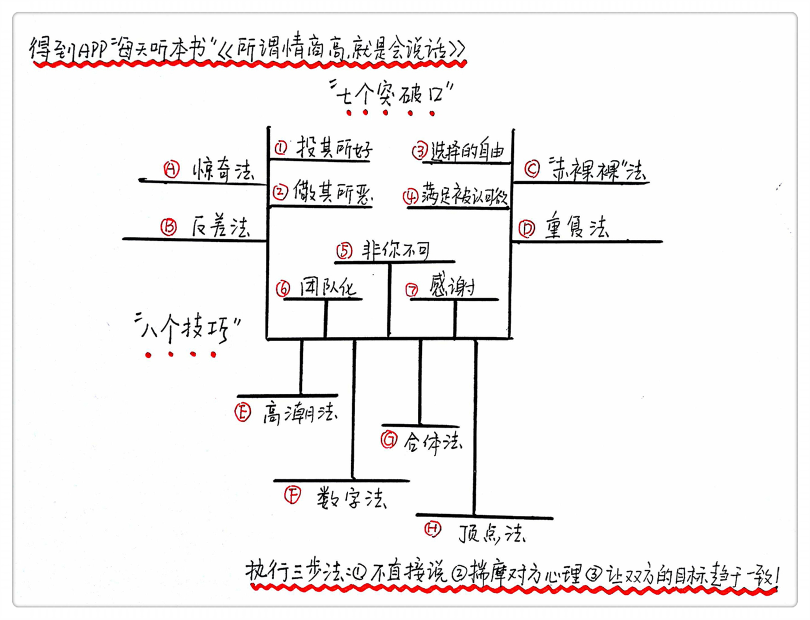 得到APP"每天听本书"《所谓情商高,就是会说话》
"七个突破口"
① 投其所好
② 儆其所恶
③ 选择的自由
④ 满足被认可欲
⑤ 非你不可
⑥ 团队化
⑦ 感谢
"八个技巧"
Ⓐ 惊奇法
Ⓑ 反差法
Ⓒ "赤裸裸"法
Ⓓ 重复法
Ⓔ 高潮法
Ⓕ 数字法
Ⓖ 合体法
Ⓗ 顶点法
执行三步法:①不直接说②揣摩对方心理③让双方的目标趋于一致!